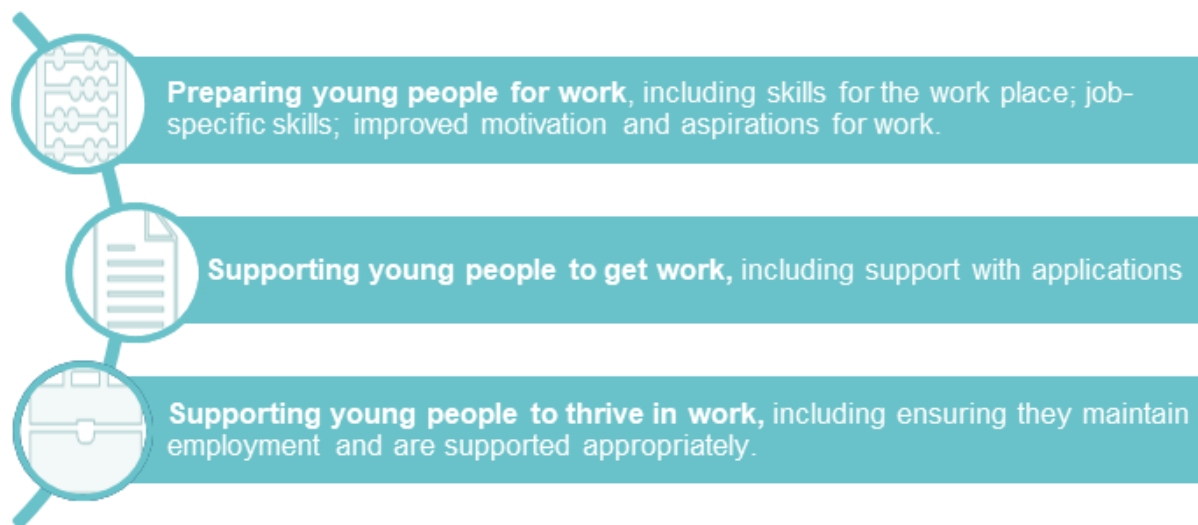 Preparing young people for work, including skills for the work place; job-
specific skills; improved motivation and aspirations for work.
Supporting young people to get work, including support with applications
Supporting young people to thrive in work, including ensuring they maintain
employment and are supported appropriately.